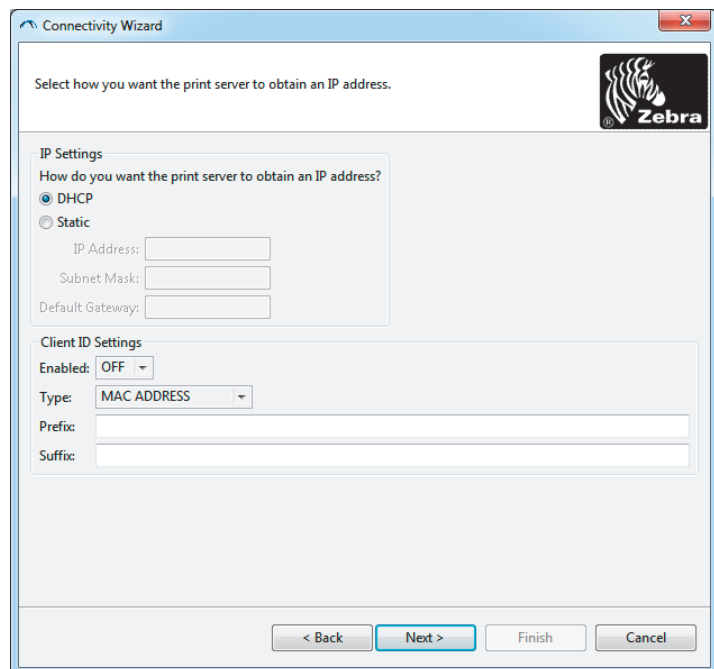 Connectivity Wizard
Select how you want the print server to obtain an IP address.
® Zebra
IP Settings
How do you want the print server to obtain an IP address?
DHCP
Static
IP Address:
Subnet Mask:
Default Gateway:
Client ID Settings
Enabled: OFF
Type: MAC ADDRESS
Prefix:
Suffix:
< Back Next > Finish Cancel